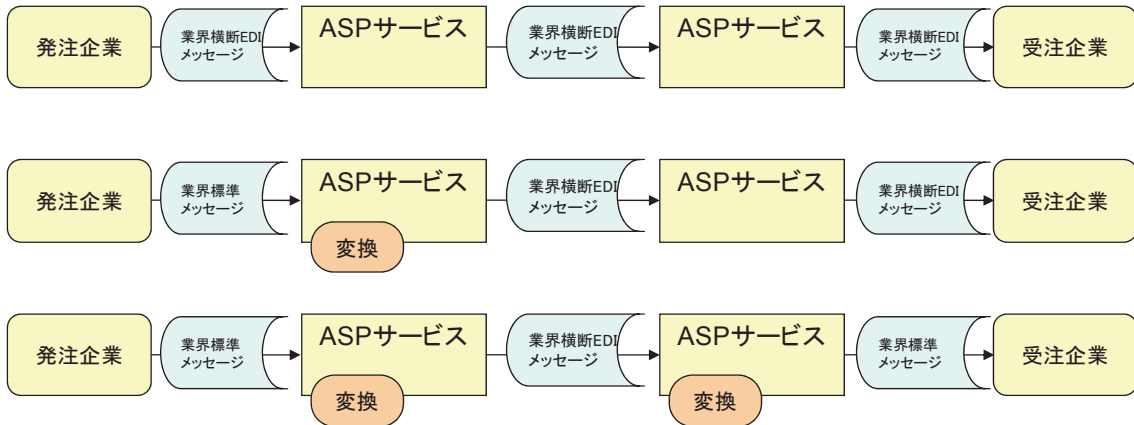 発注企業
業界横断EDI
メッセージ
ASPサービス
業界横断EDI
メッセージ
ASPサービス
業界横断EDI
メッセージ
受注企業
発注企業
業界標準
メッセージ
ASPサービス
変換
業界横断EDI
メッセージ
ASPサービス
業界横断EDI
メッセージ
受注企業
発注企業
業界標準
メッセージ
ASPサービス
変換
業界横断EDI
メッセージ
ASPサービス
変換
業界標準
メッセージ
受注企業